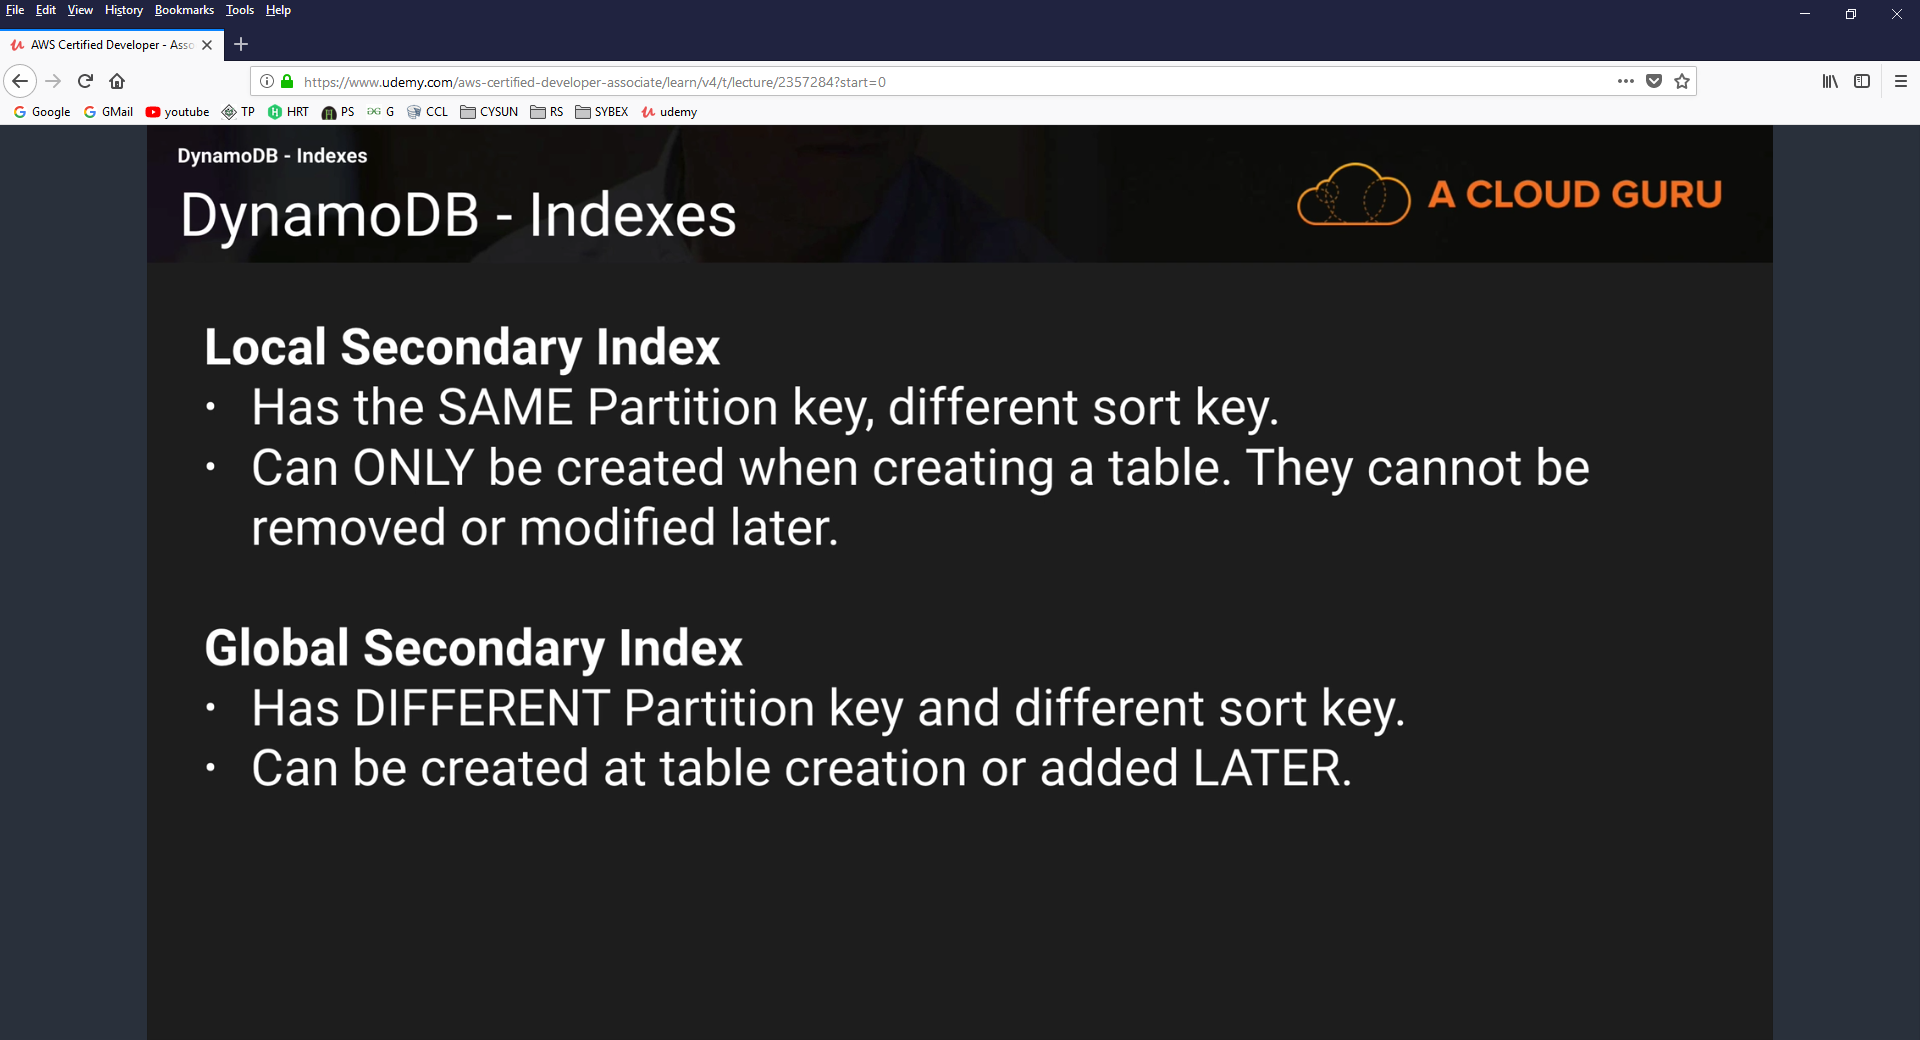 File Edit View History Bookmarks Tools Help
AWS Certified Developer - Asso
https://www.udemy.com/aws-certified-developer-associate/learn/v4/t/lecture/2357284?start=0
Google GMail youtube TP HRT PS G CCL CYSUN RS SYBEX udemy
DynamoDB - Indexes
DynamoDB - Indexes
A CLOUD GURU
Local Secondary Index
• Has the SAME Partition key, different sort key.
• Can ONLY be created when creating a table. They cannot be
removed or modified later.
Global Secondary Index
• Has DIFFERENT Partition key and different sort key.
• Can be created at table creation or added LATER.